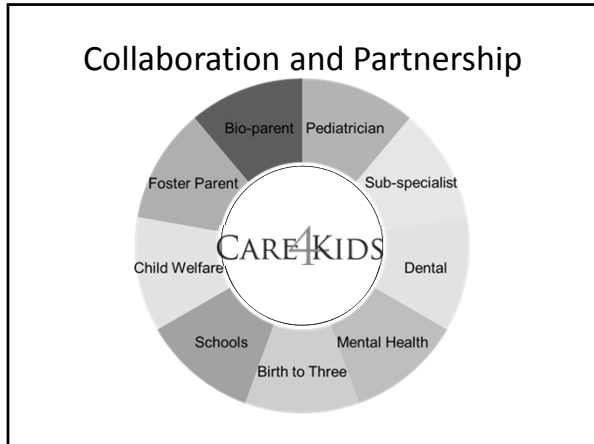 Collaboration and Partnership
Bio-parent
Pediatrician
Foster Parent
Sub-specialist
CARE4KIDS
Child Welfare
Dental
Schools
Mental Health
Birth to Three